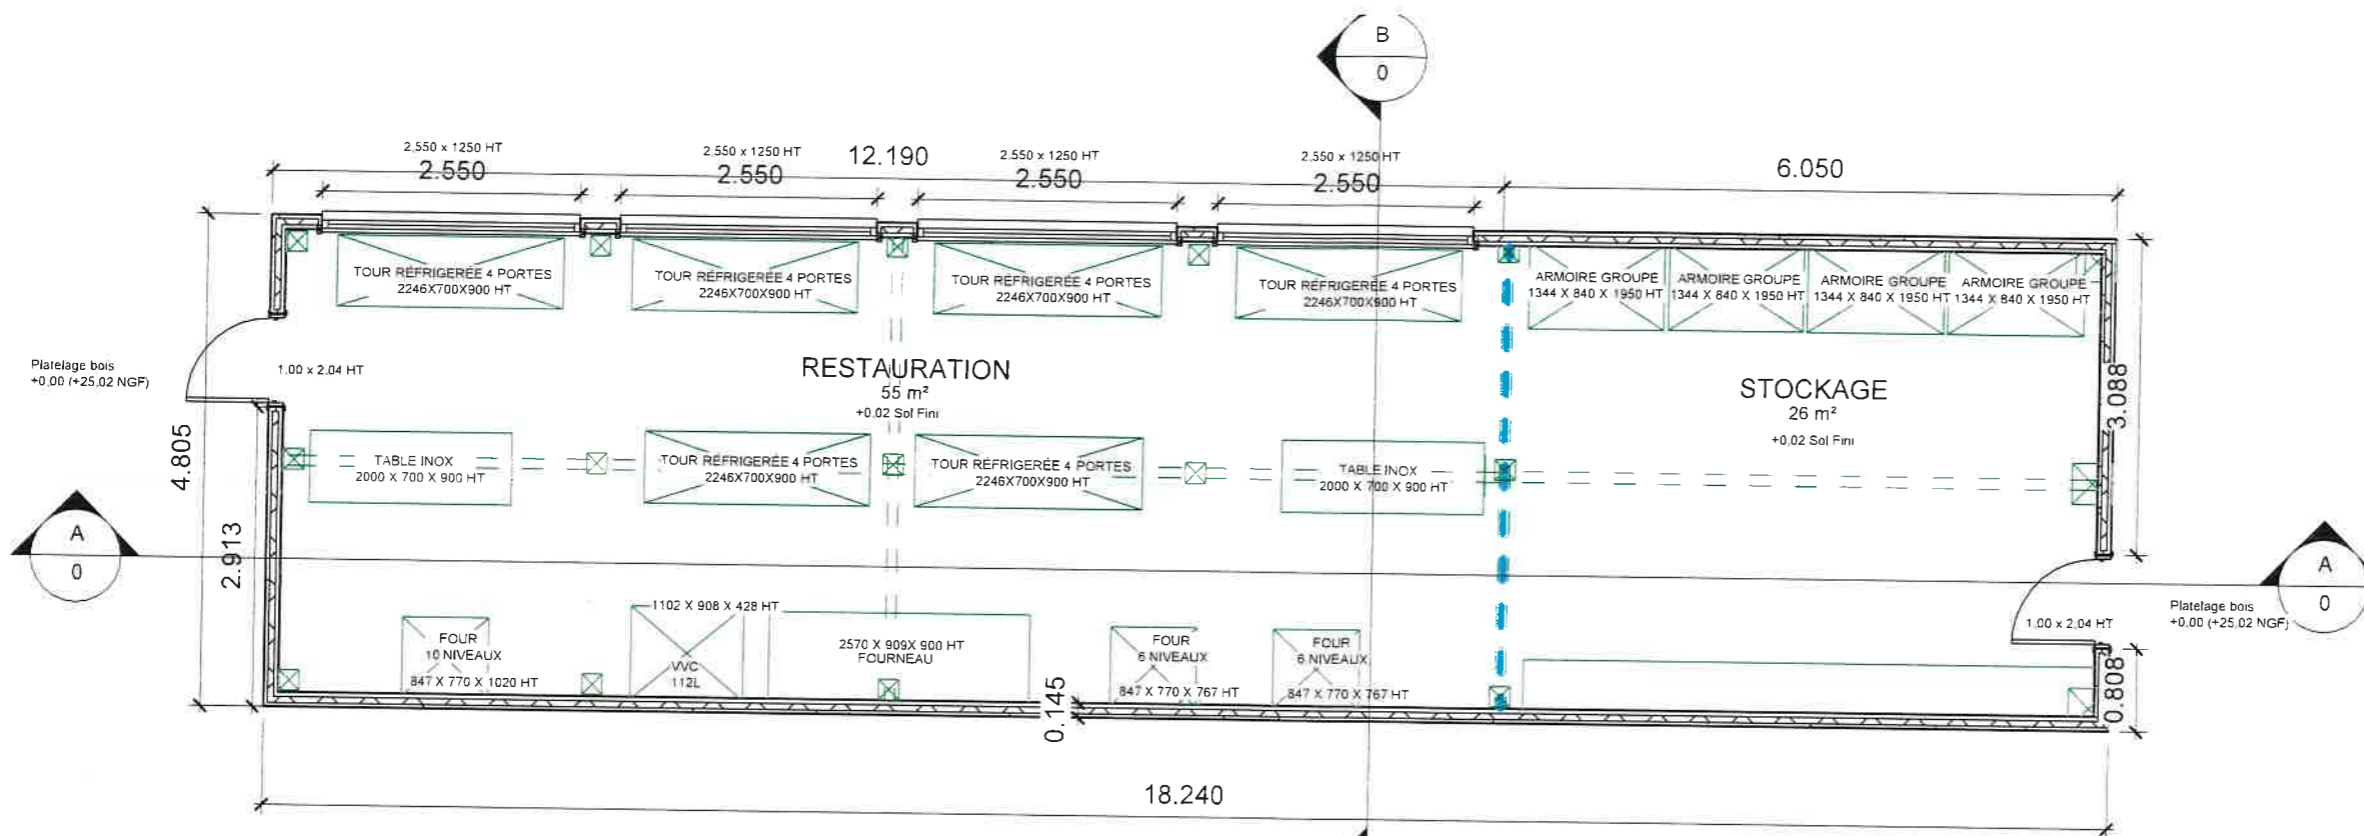 B
0
2.550 x 1250 HT
2.550
2.550 x 1250 HT
2.550
12.190
2.550 x 1250 HT
2.550
2.550 x 1250 HT
2.550
6.050
TOUR RÉFRIGERÉE 4 PORTES
2246X700X900 HT
TOUR RÉFRIGERÉE 4 PORTES
2246X700X900 HT
TOUR RÉFRIGERÉE 4 PORTES
2246X700X900 HT
TOUR RÉFRIGERÉE 4 PORTES
2246X700X900 HT
ARMOIRE GROUPE
1344 X 840 X 1950 HT
ARMOIRE GROUPE
1344 X 840 X 1950 HT
ARMOIRE GROUPE
1344 X 840 X 1950 HT
ARMOIRE GROUPE
1344 X 840 X 1950 HT
Platelage bois
+0,00 (+25,02 NGF)
1.00 x 2.04 HT
RESTAURATION
55 m²
+0.02 Sol Fini
STOCKAGE
26 m²
+0,02 Sol Fini
3.088
4.805
2.913
TABLE INOX
2000 X 700 X 900 HT
TOUR RÉFRIGERÉE 4 PORTES
2246X700X900 HT
TOUR RÉFRIGERÉE 4 PORTES
2246X700X900 HT
TABLE INOX
2000 X 700 X 900 HT
A
0
A
0
Platelage bois
+0,00 (+25,02 NGF)
1.00 x 2,04 HT
0.808
FOUR
10 NIVEAUX
847 X 770 X 1020 HT
1102 X 908 X 428 HT
VVC
112L
2570 X 909X 900 HT
FOURNEAU
FOUR
6 NIVEAUX
847 X 770 X 767 HT
FOUR
6 NIVEAUX
847 X 770 X 767 HT
0.145
18.240